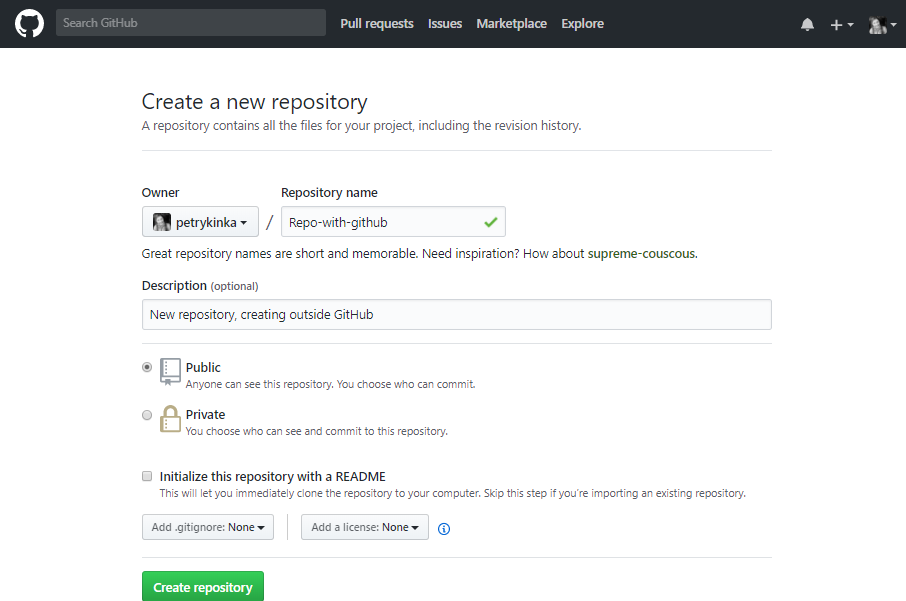 Search GitHub Pull requests Issues Marketplace Explore
Create a new repository
A repository contains all the files for your project, including the revision history.
Owner Repository name
petrykinka / Repo-with-github
Great repository names are short and memorable. Need inspiration? How about supreme-couscous.
Description (optional)
New repository, creating outside GitHub
Public
Anyone can see this repository. You choose who can commit.
Private
You choose who can see and commit to this repository.
Initialize this repository with a README
This will let you immediately clone the repository to your computer. Skip this step if you're importing an existing repository.
Add .gitignore: None Add a license: None
Create repository